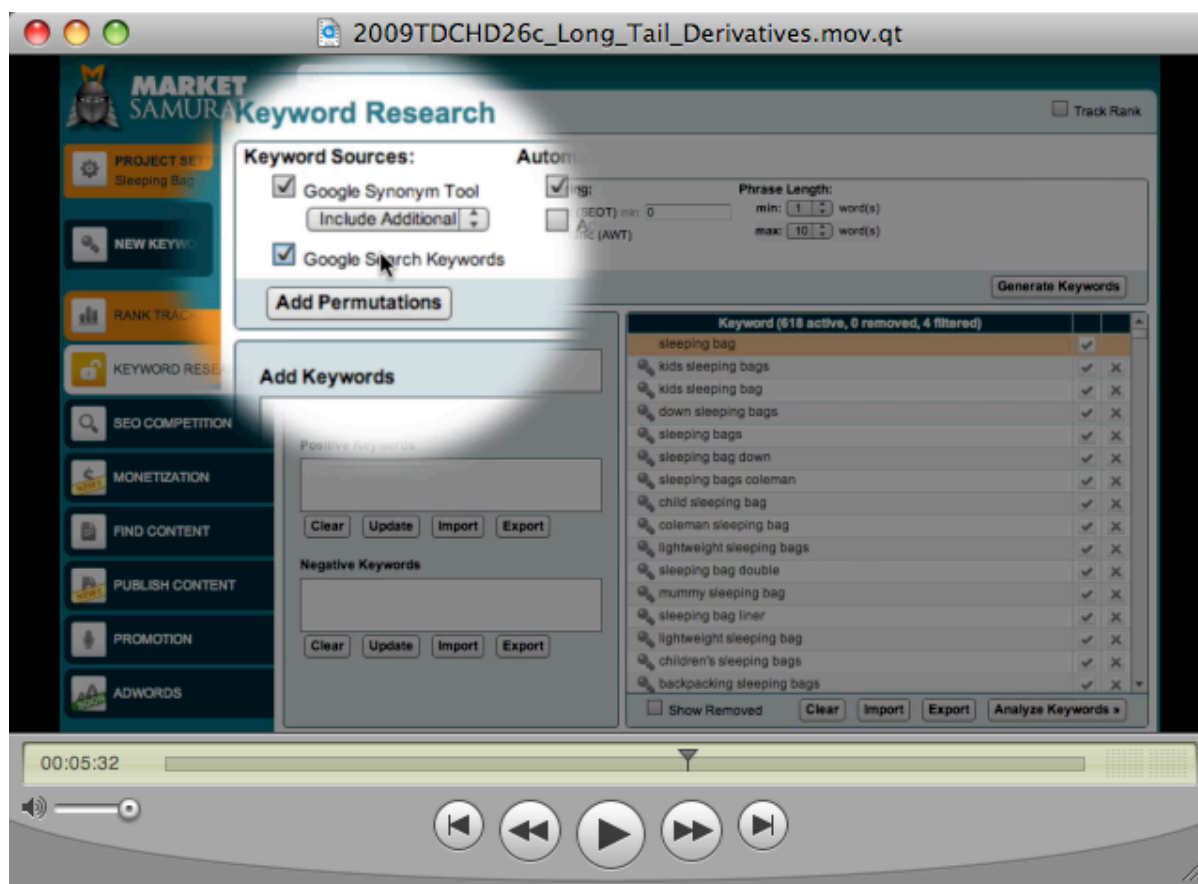 2009TDCHD26c_Long_Tail_Derivatives.mov.qt
MARKET
SAMURA
Keyword Research
Track Rank
PROJECT SET
Sleeping Bag
NEW KEYW
RANK TRAC
KEYWORD RESEA
SEO COMPETITION
MONETIZATION
FIND CONTENT
PUBLISH CONTENT
PROMOTION
ADWORDS
Keyword Sources:
Google Synonym Tool
Include Additional
Google Search Keywords
Add Permutations
Autom
ring:
(SEOT) min: 0
(AWT)
Phrase Length:
min: 1 word(s)
max: 10 word(s)
Generate Keywords
Add Keywords
Positive Keywords
Clear Update Import Export
Negative Keywords
Clear Update Import Export
Keyword (618 active, 0 removed, 4 filtered)
sleeping bag
kids sleeping bags
kids sleeping bag
down sleeping bags
sleeping bags
sleeping bag down
sleeping bags coleman
child sleeping bag
coleman sleeping bag
lightweight sleeping bags
sleeping bag double
mummy sleeping bag
sleeping bag liner
lightweight sleeping bag
children's sleeping bags
backpacking sleeping bags
Show Removed Clear Import Export Analyze Keywords »
00:05:32